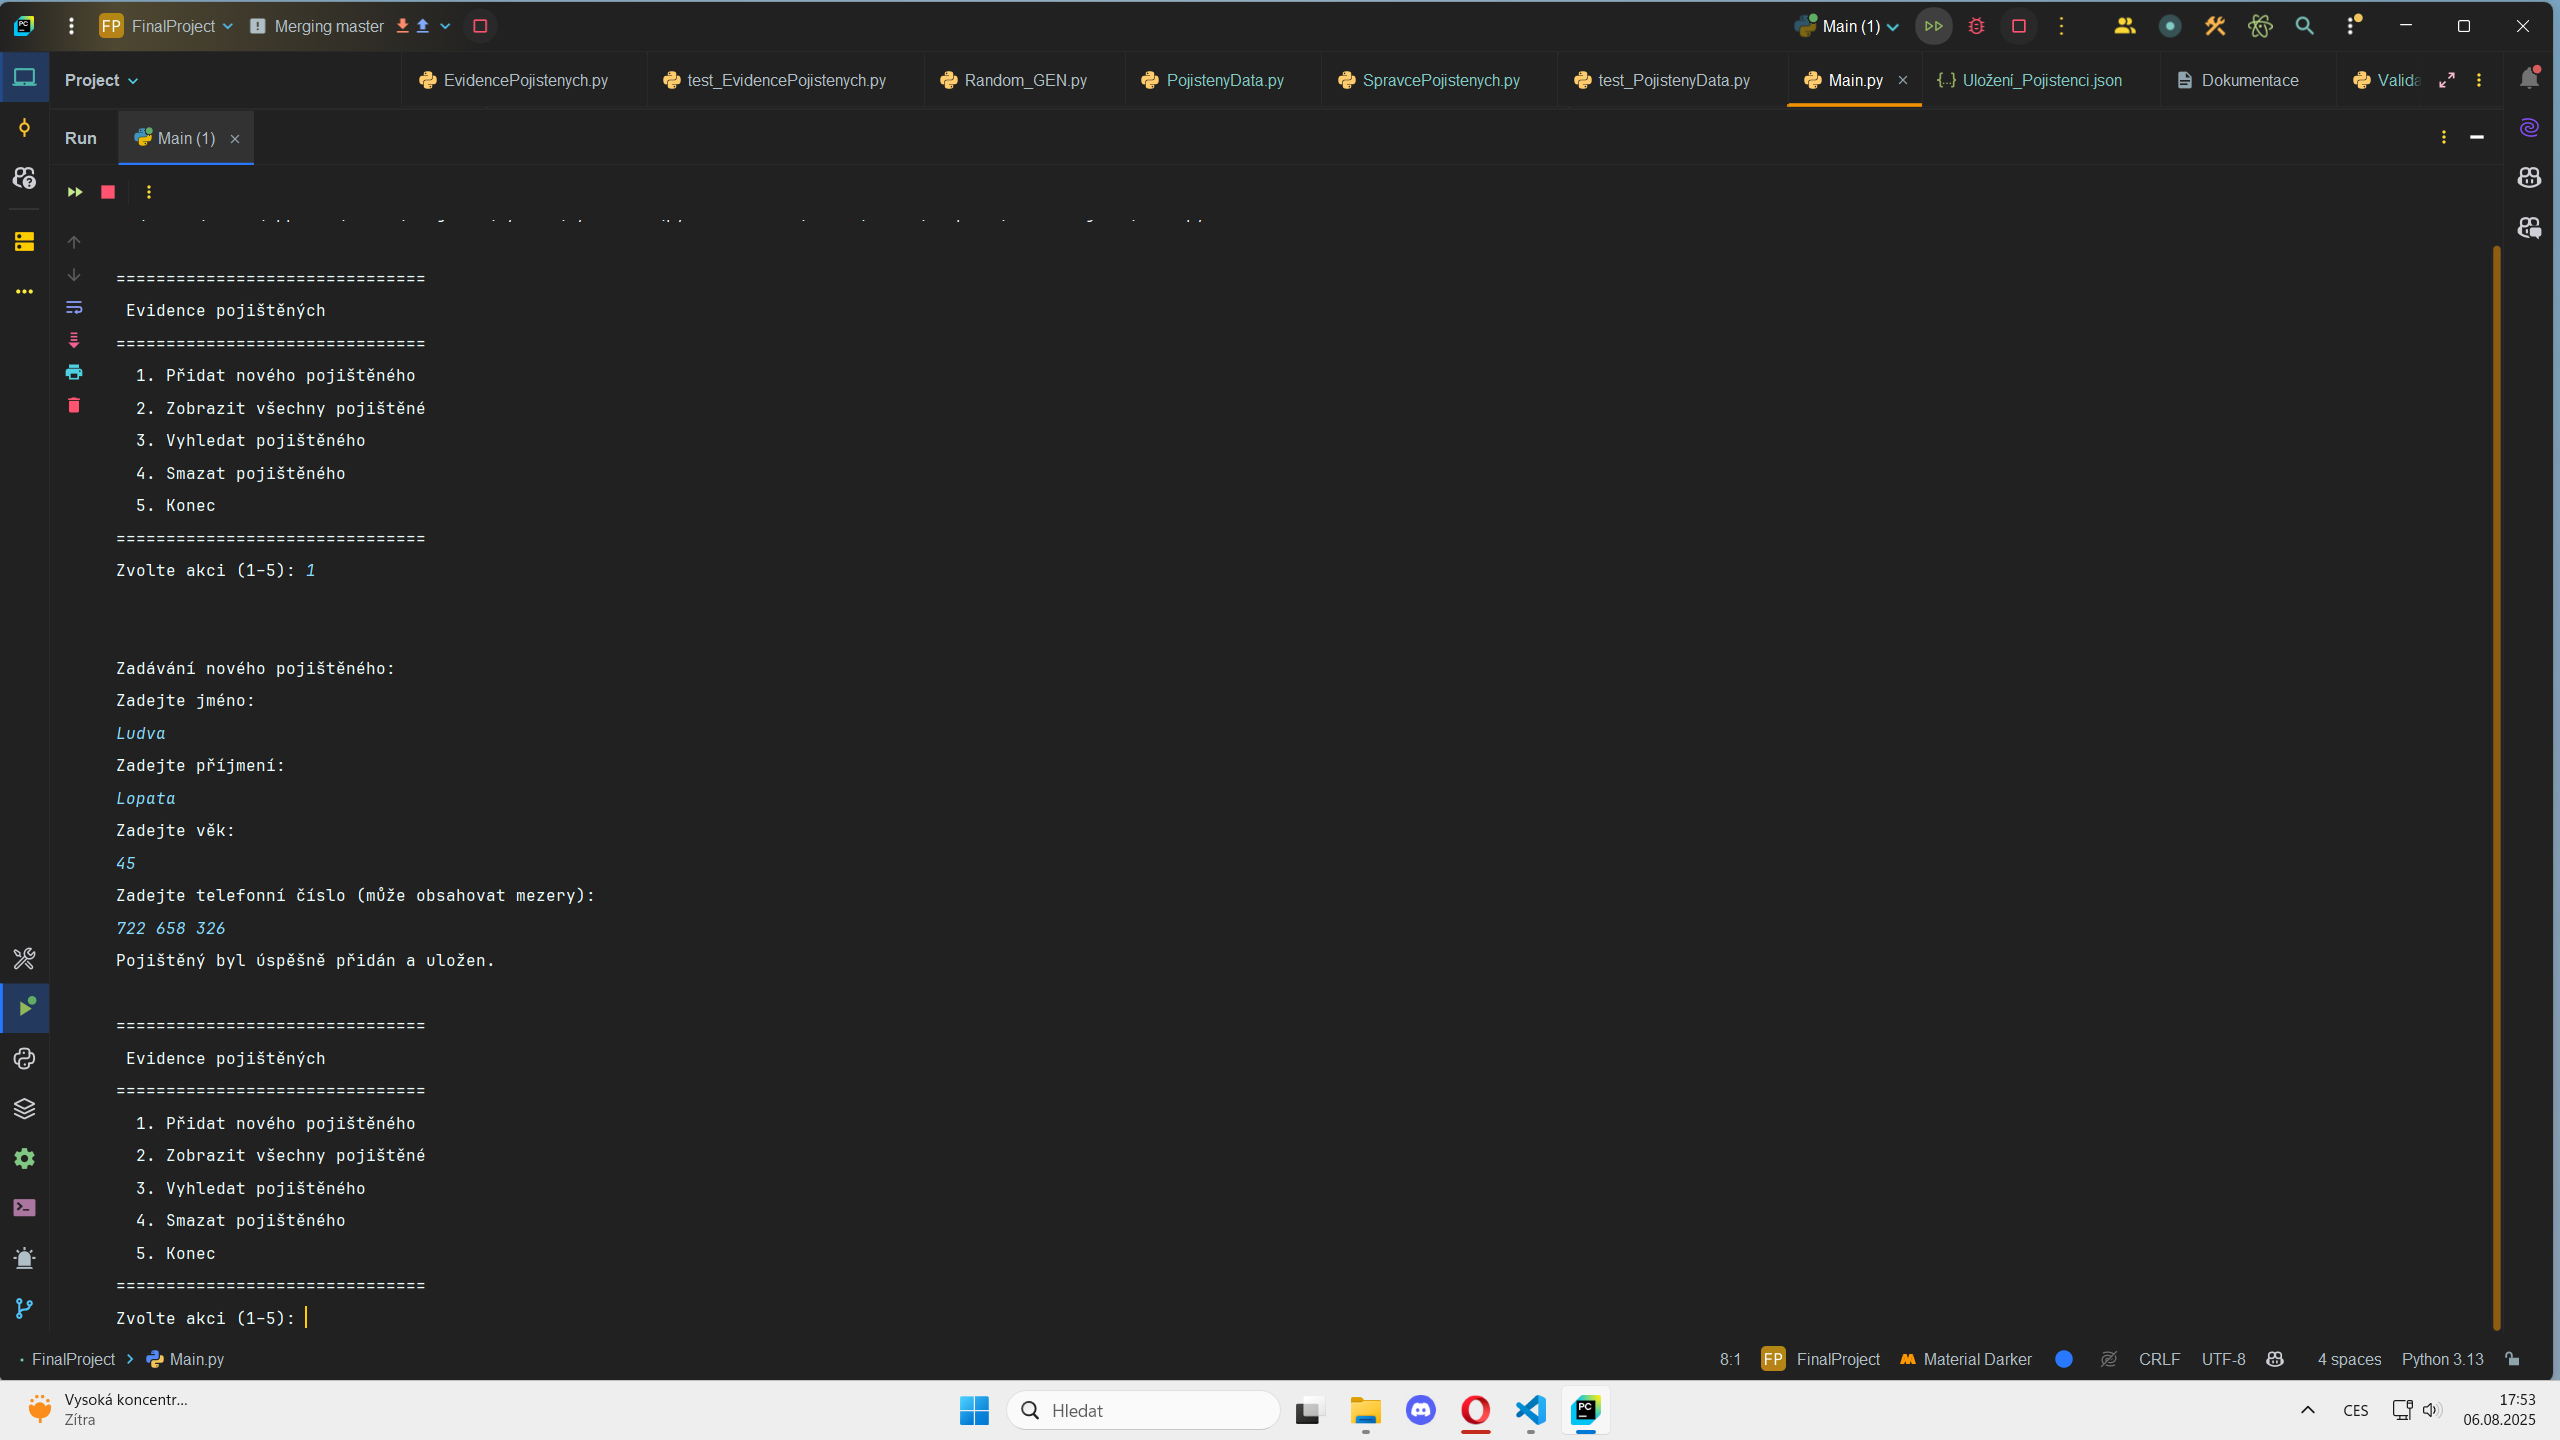 FP FinalProject Merging master Main (1)
Project EvidencePojistenych.py test_EvidencePojistenych.py Random_GEN.py PojistenyData.py SpravcePojistenych.py test_PojistenyData.py Main.py Uložení_Pojistenci.json Dokumentace Valida
Run Main (1)
===============================
Evidence pojištěných
===============================
1. Přidat nového pojištěného
2. Zobrazit všechny pojištěné
3. Vyhledat pojištěného
4. Smazat pojištěného
5. Konec
===============================
Zvolte akci (1-5): 1
Zadávání nového pojištěného:
Zadejte jméno:
Ludva
Zadejte příjmení:
Lopata
Zadejte věk:
45
Zadejte telefonní číslo (může obsahovat mezery):
722 658 326
Pojištěný byl úspěšně přidán a uložen.
===============================
Evidence pojištěných
===============================
1. Přidat nového pojištěného
2. Zobrazit všechny pojištěné
3. Vyhledat pojištěného
4. Smazat pojištěného
5. Konec
===============================
Zvolte akci (1-5):
FinalProject Main.py 8:1 FP FinalProject Material Darker CRLF UTF-8 4 spaces Python 3.13
Vysoká koncentr...
Zítra
Hledat
CES
17:53
06.08.2025